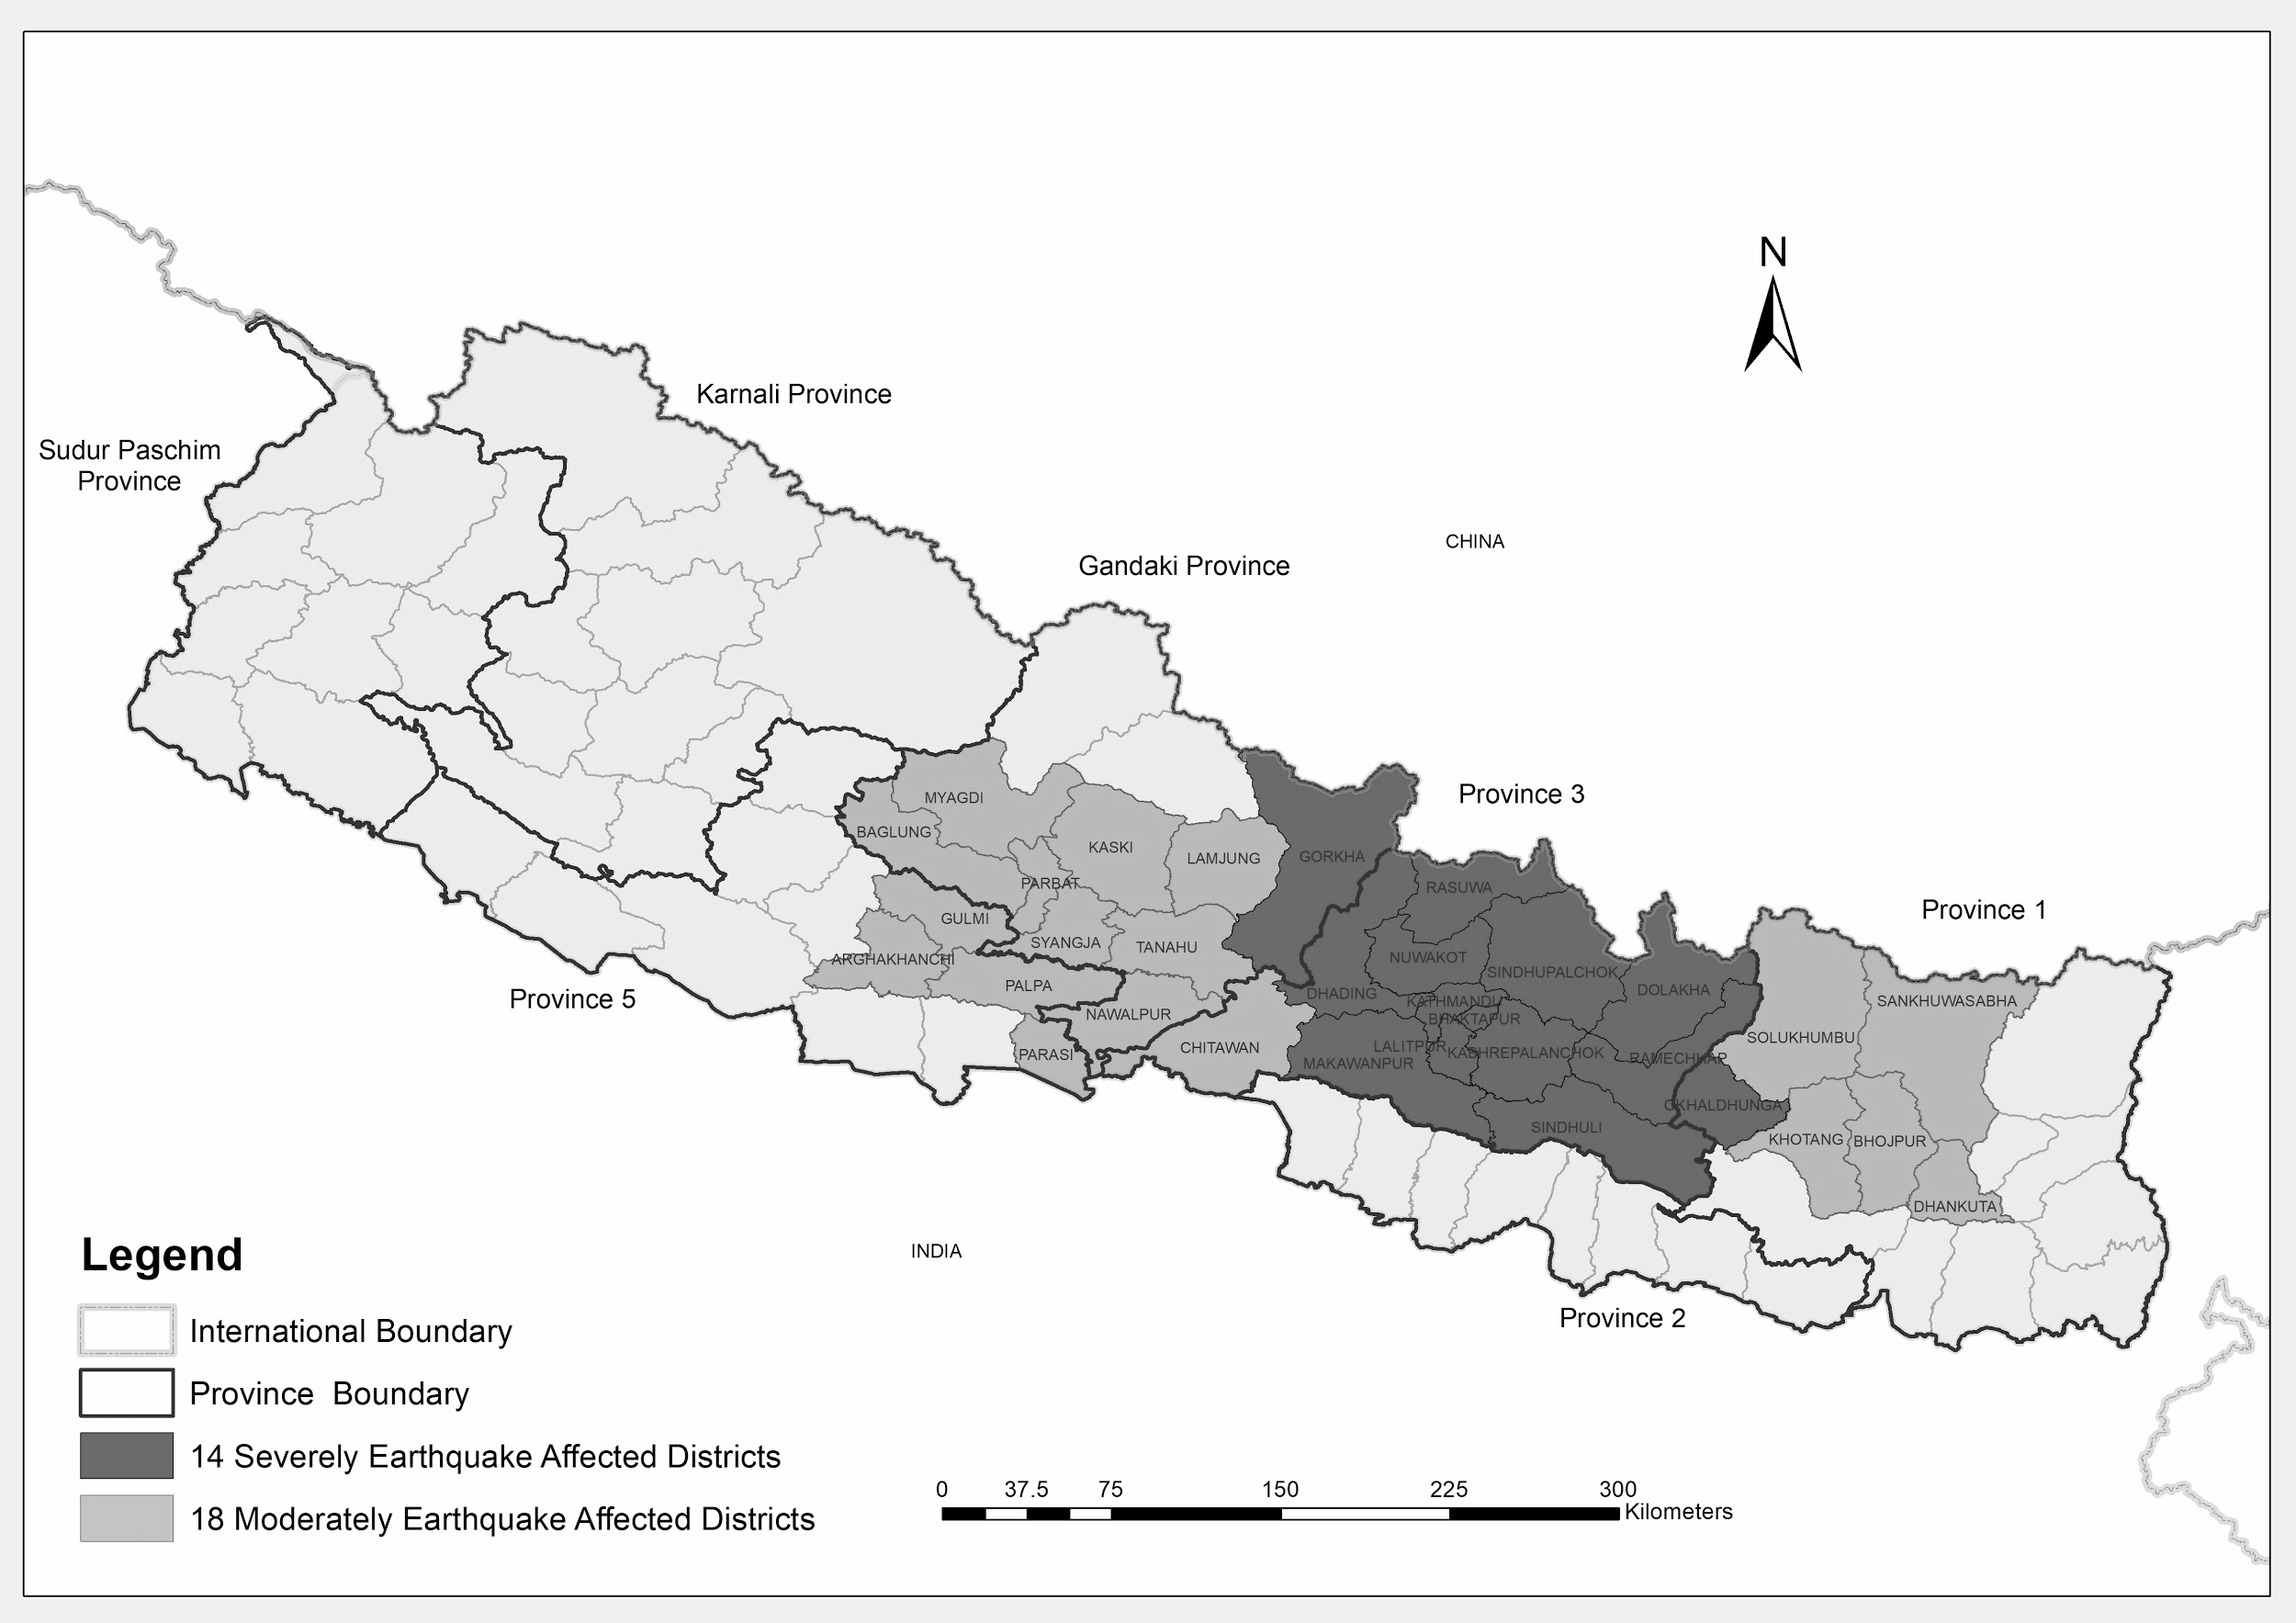 N
Karnali Province
Sudur Paschim
Province
CHINA
Gandaki Province
Province 3
MYAGDI
BAGLUNG
KASKI
LAMJUNG
GORKHA
PARBAT
RASUWA
GULMI
Province 1
SYANGJA
TANAHU
ARGHAKHANCHI
NUWAKOT
SINDHUPALCHOK
PALPA
DHADING
DOLAKHA
KATHMANDU
SANKHUWASABHA
Province 5
NAWALPUR
BHAKTAPUR
PARASI
CHITAWAN
LALITPUR
KABHREPALANCHOK
MAKAWANPUR
RAMECHHAP
SOLUKHUMBU
OKHALDHUNGA
SINDHULI
KHOTANG
BHOJPUR
DHANKUTA
INDIA
Province 2
Legend
International Boundary
Province Boundary
14 Severely Earthquake Affected Districts
18 Moderately Earthquake Affected Districts
0 37.5 75 150 225 300
Kilometers